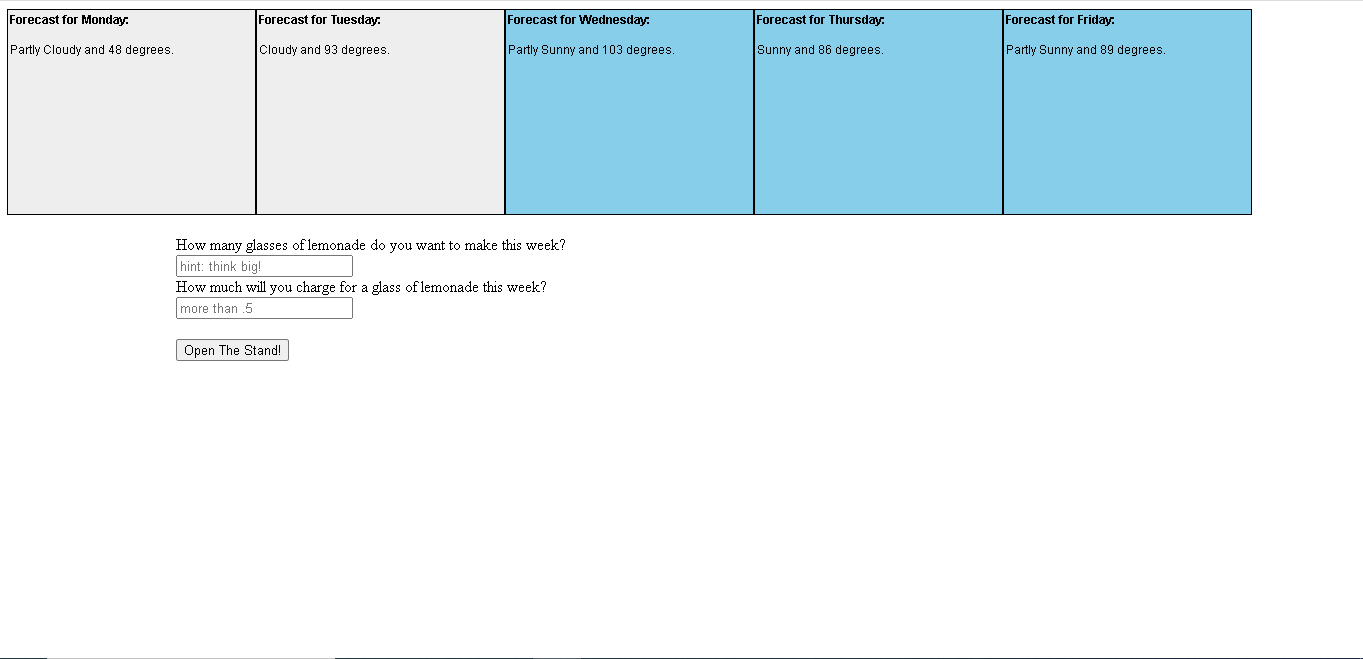 Forecast for Monday:
Partly Cloudy and 48 degrees.
Forecast for Tuesday:
Cloudy and 93 degrees.
Forecast for Wednesday:
Partly Sunny and 103 degrees.
Forecast for Thursday:
Sunny and 86 degrees.
Forecast for Friday:
Partly Sunny and 89 degrees.
How many glasses of lemonade do you want to make this week?
hint: think big!
How much will you charge for a glass of lemonade this week?
more than .5
Open The Stand!